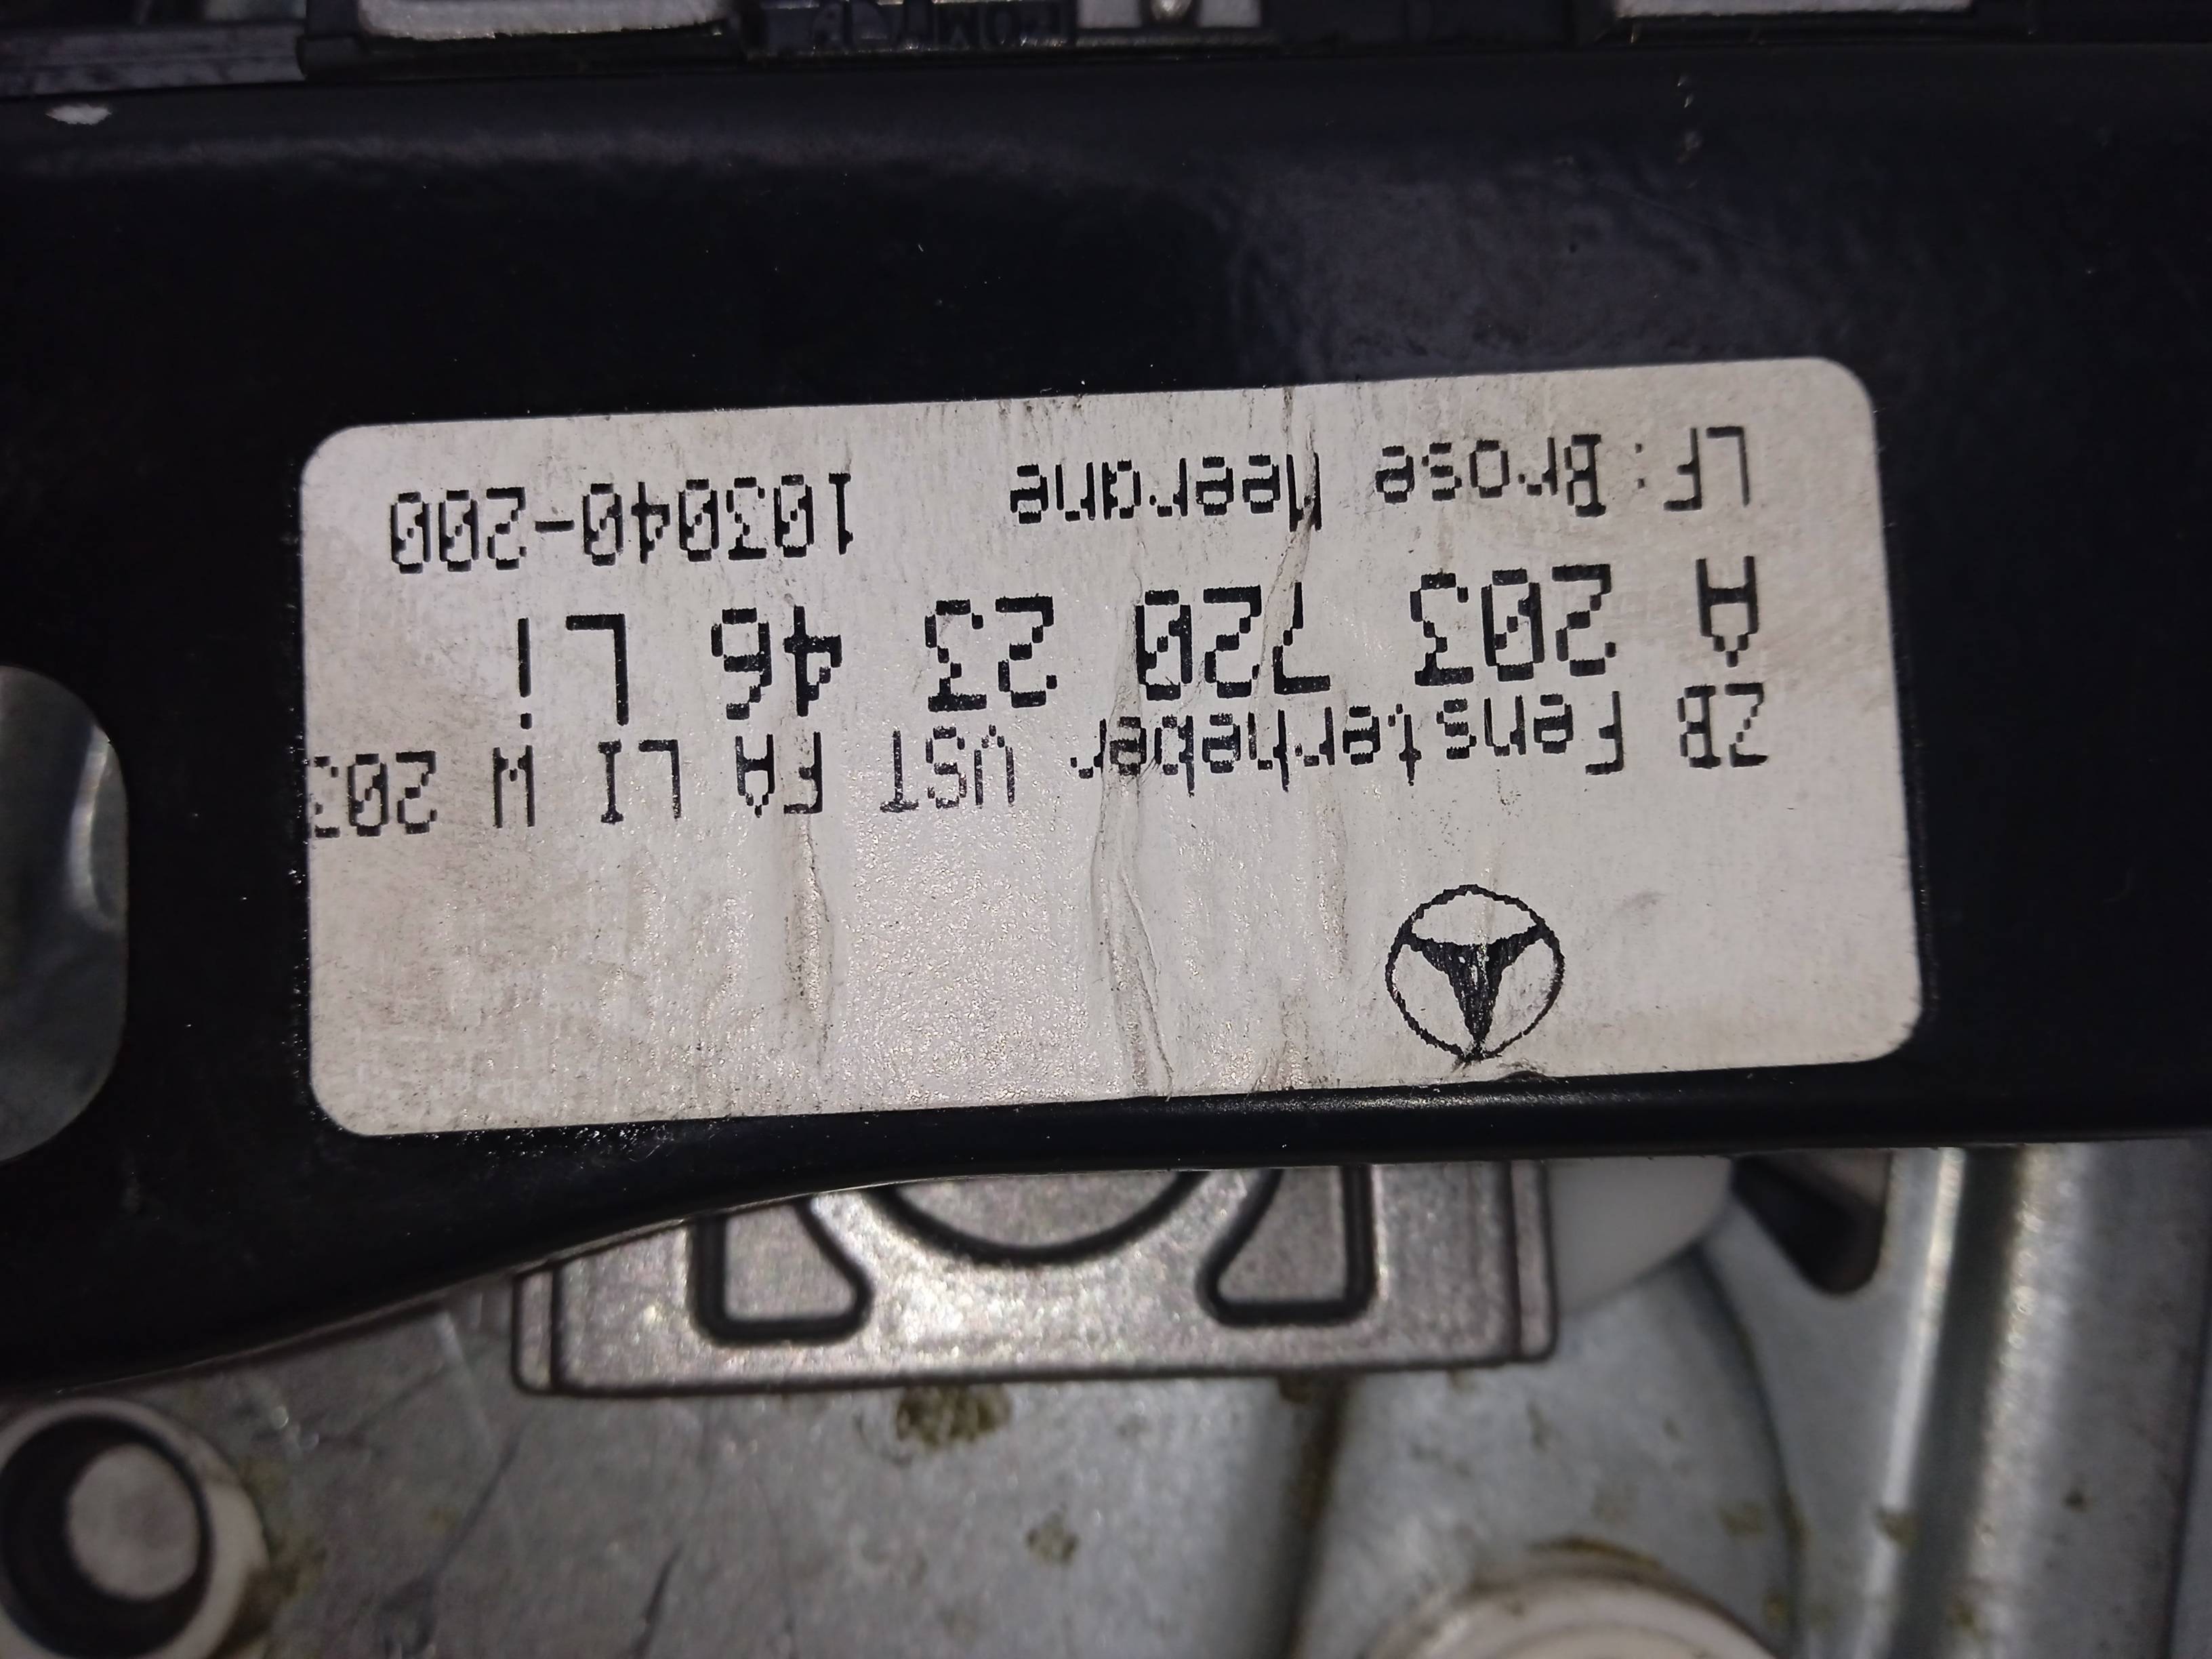 ZB Fensterheber VST FA LI W 203
A 203 720 23 46 Li
LF:Brose Meerane 103040-200